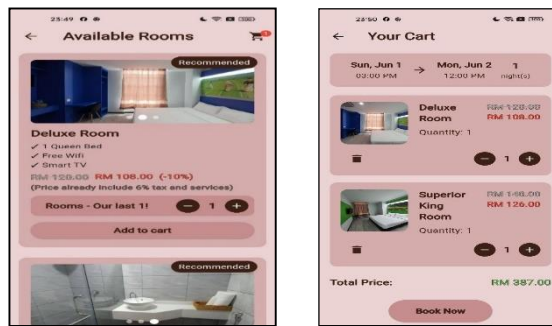 23:49
Available Rooms
Recommended
Deluxe Room
✓ 1 Queen Bed
✓ Free Wifi
✓ Smart TV
RM 120.00 RM 108.00 (-10%)
(Price already include 6% tax and services)
Rooms - Our last 1! 1
Add to cart
Recommended
23:50
Your Cart
Sun, Jun 1 → Mon, Jun 2 1
03:00 PM 12:00 PM night(s)
Deluxe Room
RM 120.00
RM 108.00
Quantity: 1
1
Superior King Room
RM 140.00
RM 126.00
Quantity: 1
1
Total Price: RM 387.00
Book Now